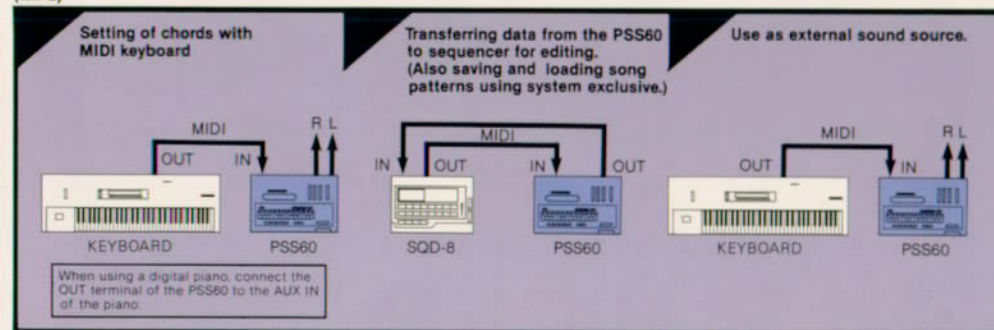 Setting of chords with
MIDI keyboard
MIDI
R L
OUT
IN
KEYBOARD
PSS60
When using a digital piano, connect the
OUT terminal of the PSS60 to the AUX IN
of the piano.
Transferring data from the PSS60
to sequencer for editing.
(Also saving and loading song
patterns using system exclusive.)
MIDI
IN
OUT
IN
OUT
SQD-8
PSS60
Use as external sound source.
MIDI
R L
OUT
IN
KEYBOARD
PSS60